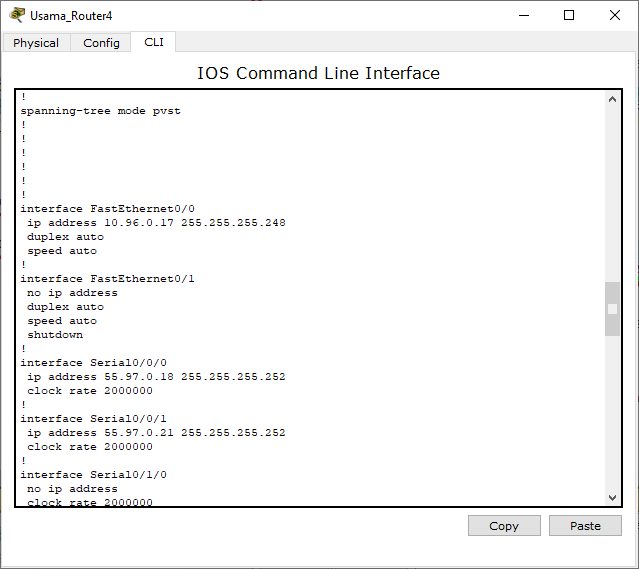 Usama_Router4
Physical Config CLI
IOS Command Line Interface
!
spanning-tree mode pvst
!
!
!
!
!
!
interface FastEthernet0/0
 ip address 10.96.0.17 255.255.255.248
 duplex auto
 speed auto
!
interface FastEthernet0/1
 no ip address
 duplex auto
 speed auto
 shutdown
!
interface Serial0/0/0
 ip address 55.97.0.18 255.255.255.252
 clock rate 2000000
!
interface Serial0/0/1
 ip address 55.97.0.21 255.255.255.252
 clock rate 2000000
!
interface Serial0/1/0
 no ip address
 clock rate 2000000
Copy Paste